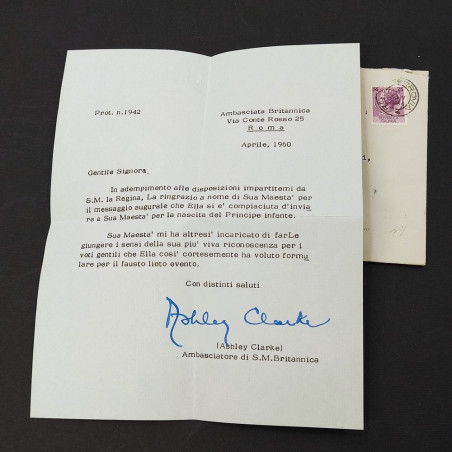 Prot. n.1942
Ambasciata Britannica
Via Conte Rosso 25
Roma
Aprile, 1960
Gentile Signora,
In adempimento alle disposizioni impartitemi da
S.M. la Regina, La ringrazio a nome di Sua Maesta' per
il messaggio augurale che Ella si e' compiaciuta d'invia
re a Sua Maesta' per la nascita del Principe infante.
Sua Maesta' mi ha altresi' incaricato di farLe
giungere i sensi della sua piu' viva riconoscenza per i
voti gentili che Ella cosi' cortesemente ha voluto formu
lare per il fausto lieto evento.
Con distinti saluti
Ashley Clarke
(Ashley Clarke)
Ambasciatore di S.M.Britannica